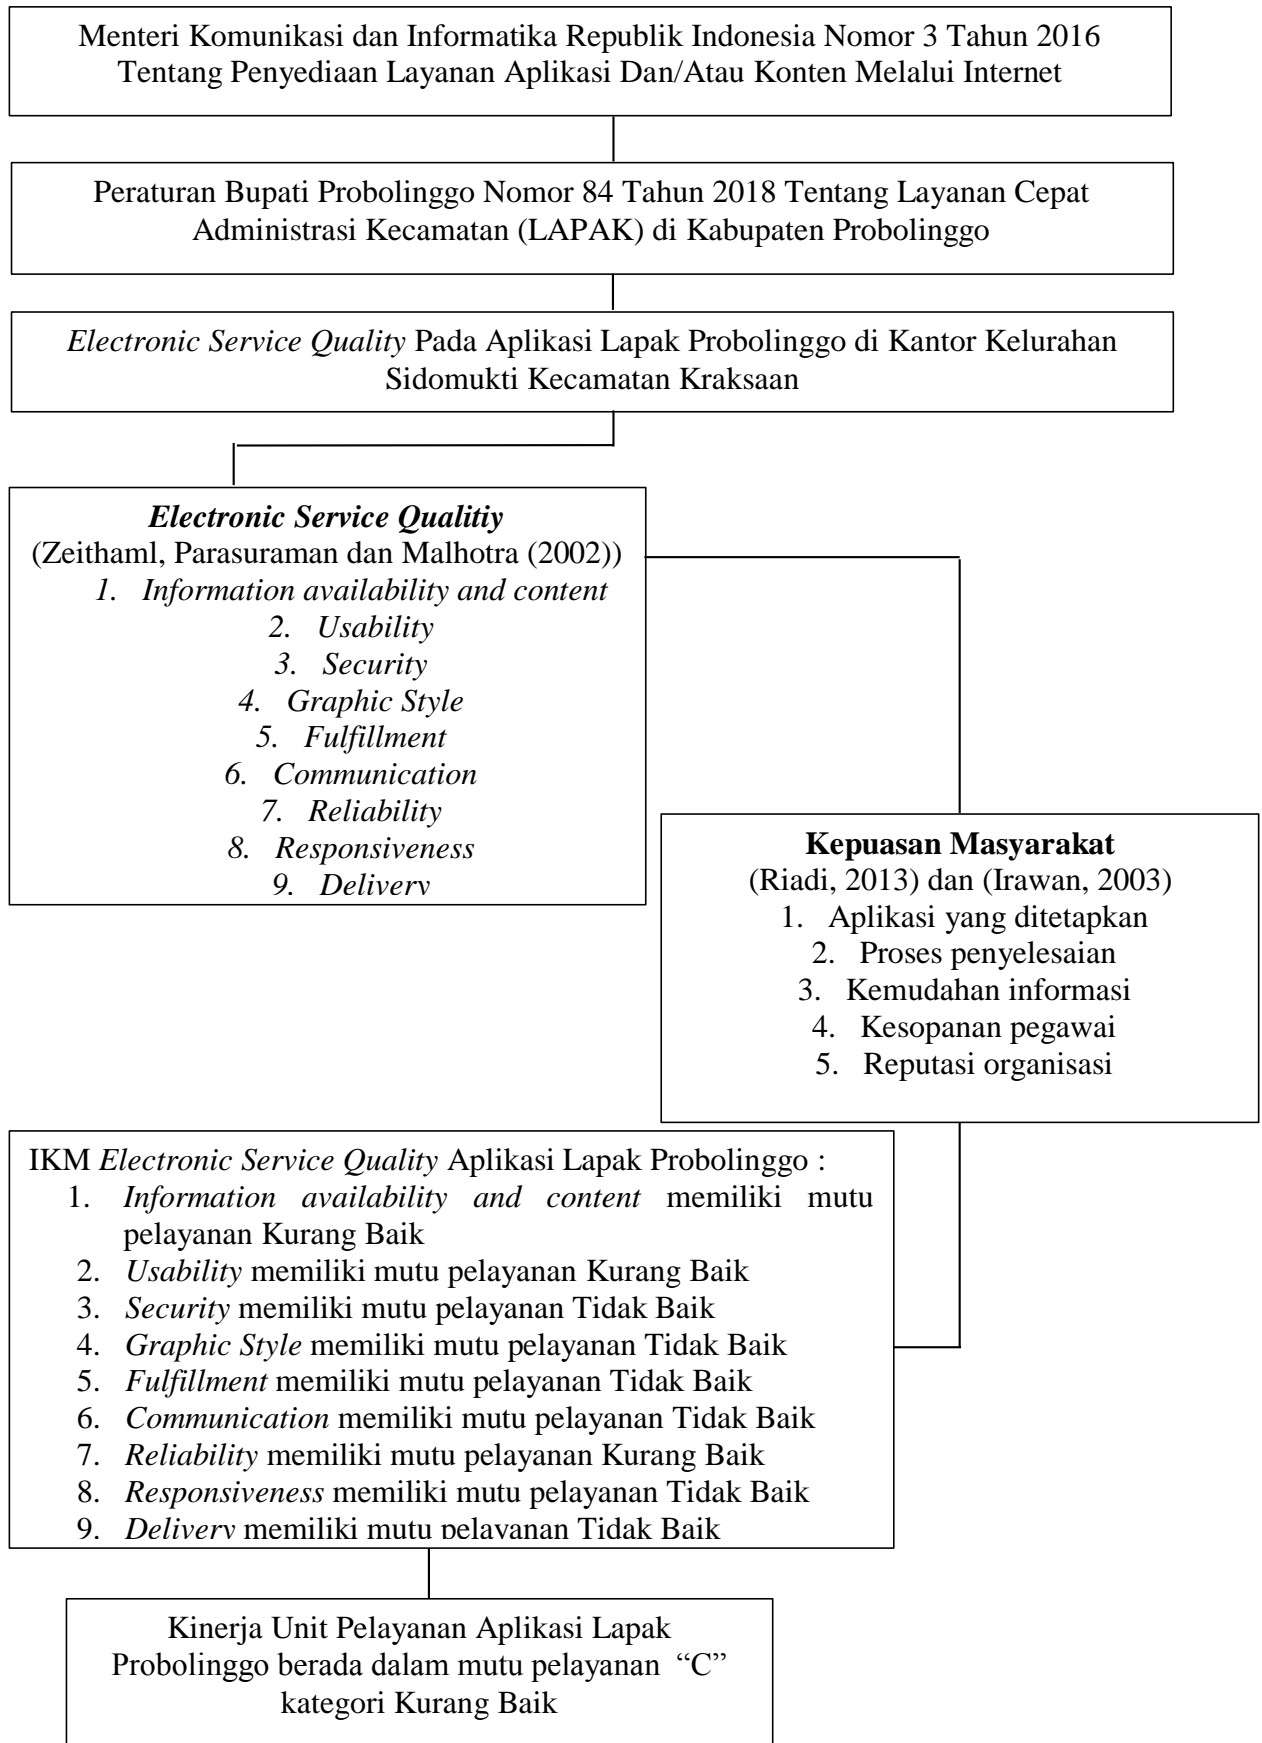 Menteri Komunikasi dan Informatika Republik Indonesia Nomor 3 Tahun 2016
Tentang Penyediaan Layanan Aplikasi Dan/Atau Konten Melalui Internet
Peraturan Bupati Probolinggo Nomor 84 Tahun 2018 Tentang Layanan Cepat
Administrasi Kecamatan (LAPAK) di Kabupaten Probolinggo
Electronic Service Quality Pada Aplikasi Lapak Probolinggo di Kantor Kelurahan
Sidomukti Kecamatan Kraksaan
Electronic Service Qualitiy
(Zeithaml, Parasuraman dan Malhotra (2002))
1. Information availability and content
2. Usability
3. Security
4. Graphic Style
5. Fulfillment
6. Communication
7. Reliability
8. Responsiveness
9. Delivery
Kepuasan Masyarakat
(Riadi, 2013) dan (Irawan, 2003)
1. Aplikasi yang ditetapkan
2. Proses penyelesaian
3. Kemudahan informasi
4. Kesopanan pegawai
5. Reputasi organisasi
IKM Electronic Service Quality Aplikasi Lapak Probolinggo :
1. Information availability and content memiliki mutu
pelayanan Kurang Baik
2. Usability memiliki mutu pelayanan Kurang Baik
3. Security memiliki mutu pelayanan Tidak Baik
4. Graphic Style memiliki mutu pelayanan Tidak Baik
5. Fulfillment memiliki mutu pelayanan Tidak Baik
6. Communication memiliki mutu pelayanan Tidak Baik
7. Reliability memiliki mutu pelayanan Kurang Baik
8. Responsiveness memiliki mutu pelayanan Tidak Baik
9. Delivery memiliki mutu pelayanan Tidak Baik
Kinerja Unit Pelayanan Aplikasi Lapak
Probolinggo berada dalam mutu pelayanan “C”
kategori Kurang Baik